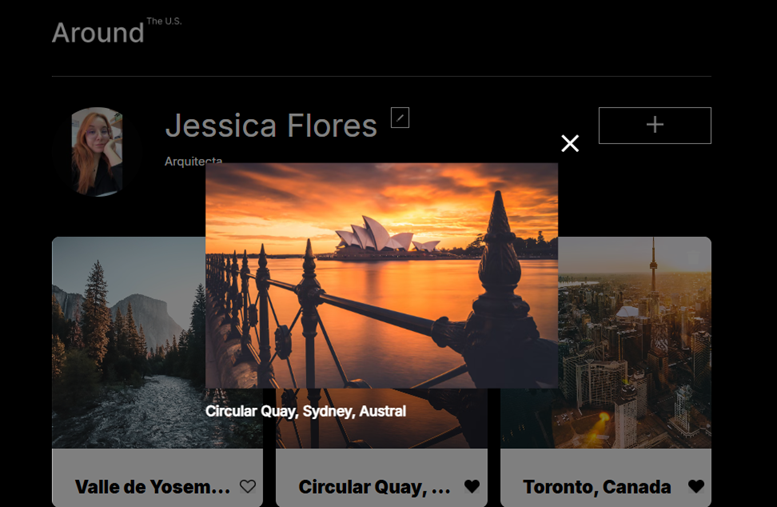 Around The U.S.
Jessica Flores
Arquitecta
Circular Quay, Sydney, Austral
Valle de Yosem...
Circular Quay, ...
Toronto, Canada